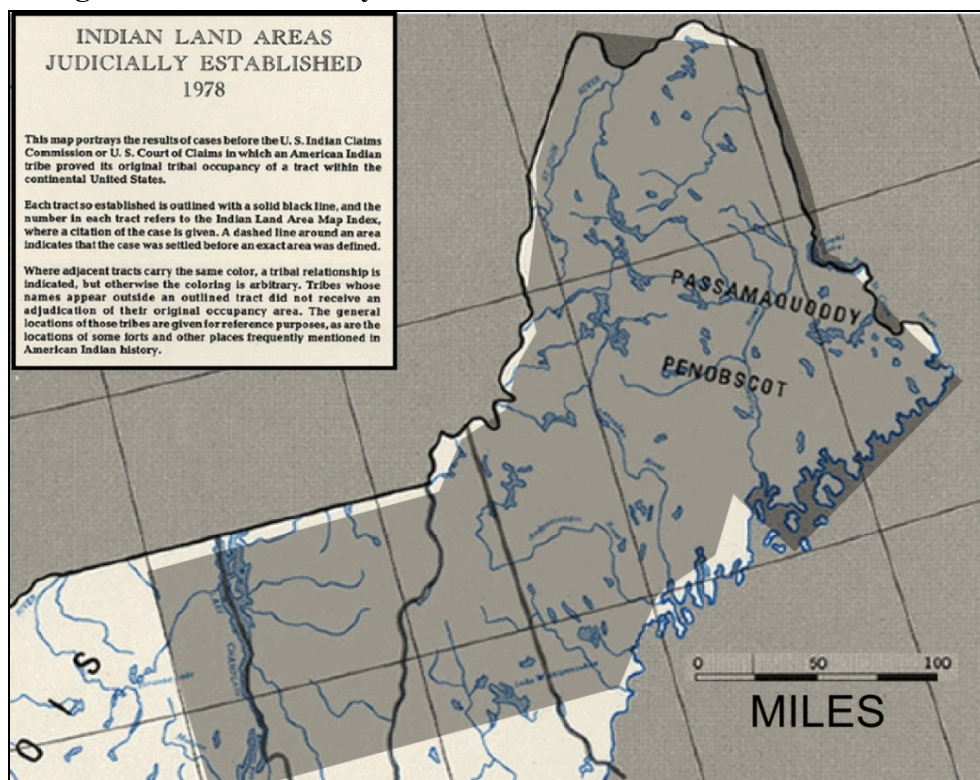 INDIAN LAND AREAS
JUDICIALLY ESTABLISHED
1978
This map portrays the results of cases before the U. S. Indian Claims
Commission or U. S. Court of Claims in which an American Indian
tribe proved its original tribal occupancy of a tract within the
continental United States.
Each tract so established is outlined with a solid black line, and the
number in each tract refers to the Indian Land Area Map Index,
where a citation of the case is given. A dashed line around an area
indicates that the case was settled before an exact area was defined.
Where adjacent tracts carry the same color, a tribal relationship is
indicated, but otherwise the coloring is arbitrary. Tribes whose
names appear outside an outlined tract did not receive an
adjudication of their original occupancy area. The general
locations of those tribes are given for reference purposes, as are the
locations of some forts and other places frequently mentioned in
American Indian history.
RIVER
PASSAMAQUODDY
PENOBSCOT
RIVER
CHAMPLAIN
Lake Winnipesaukee
O I S
0 50 100
MILES